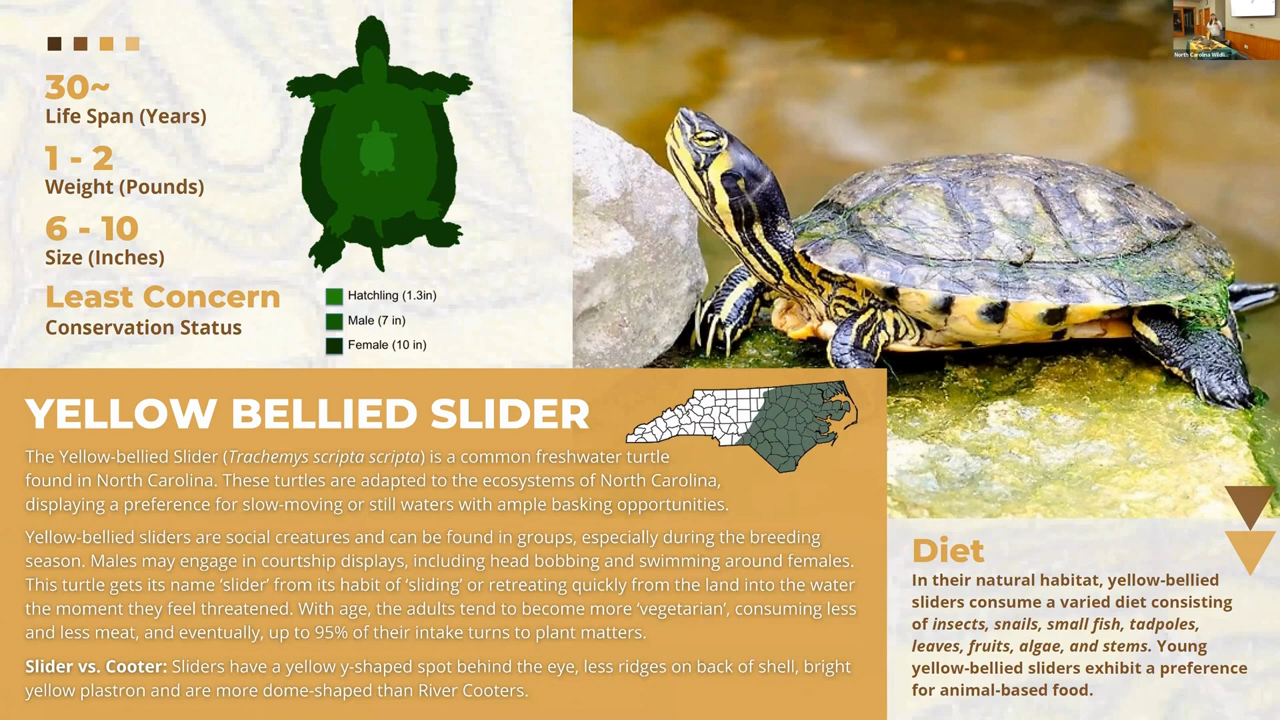 30~
Life Span (Years)
1 - 2
Weight (Pounds)
6 - 10
Size (Inches)
Least Concern
Conservation Status
Hatchling (1.3in)
Male (7 in)
Female (10 in)
North Carolina Wildli...
YELLOW BELLIED SLIDER
The Yellow-bellied Slider (Trachemys scripta scripta) is a common freshwater turtle
found in North Carolina. These turtles are adapted to the ecosystems of North Carolina,
displaying a preference for slow-moving or still waters with ample basking opportunities.
Yellow-bellied sliders are social creatures and can be found in groups, especially during the breeding
season. Males may engage in courtship displays, including head bobbing and swimming around females.
This turtle gets its name ‘slider’ from its habit of ‘sliding’ or retreating quickly from the land into the water
the moment they feel threatened. With age, the adults tend to become more ‘vegetarian’, consuming less
and less meat, and eventually, up to 95% of their intake turns to plant matters.
Slider vs. Cooter: Sliders have a yellow y-shaped spot behind the eye, less ridges on back of shell, bright
yellow plastron and are more dome-shaped than River Cooters.
Diet
In their natural habitat, yellow-bellied
sliders consume a varied diet consisting
of insects, snails, small fish, tadpoles,
leaves, fruits, algae, and stems. Young
yellow-bellied sliders exhibit a preference
for animal-based food.